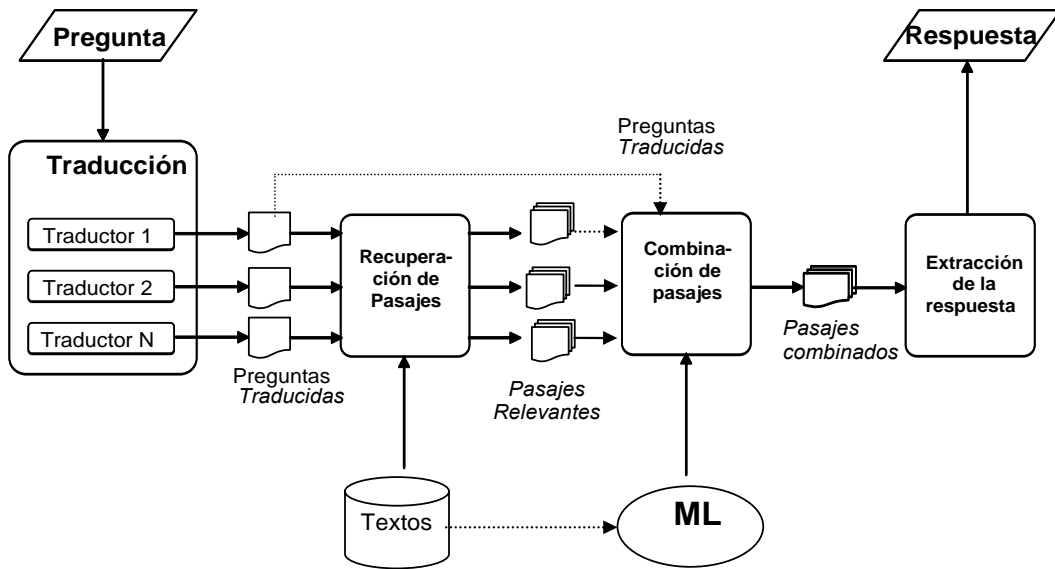 Pregunta
Respuesta
Traducción
Traductor 1
Traductor 2
Traductor N
Preguntas
Traducidas
Recupera-
ción de
Pasajes
Preguntas
Traducidas
Pasajes
Relevantes
Combina-
ción de
pasajes
Pasajes
combinados
Extracción
de la
respuesta
Textos
ML